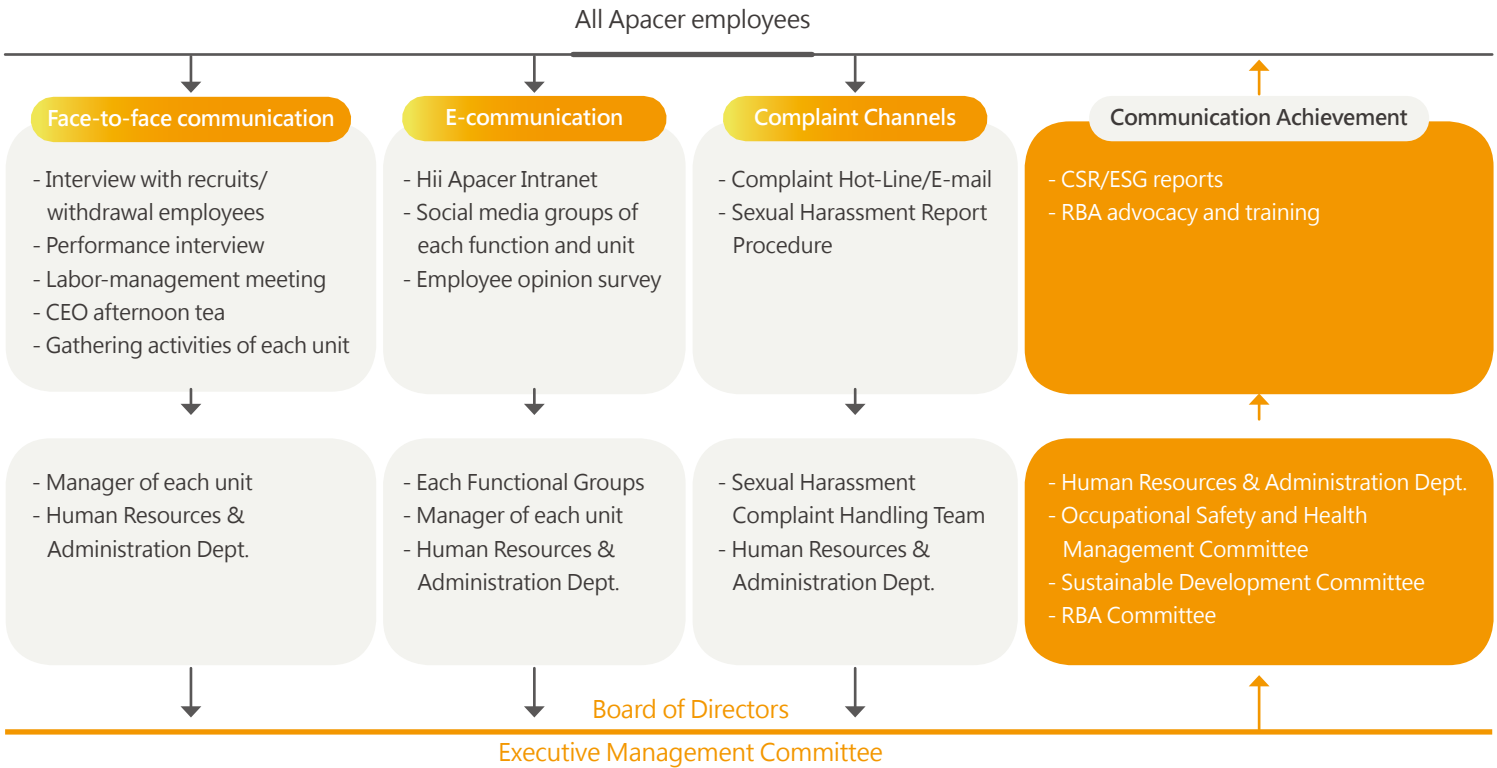 All Apacer employees
Face-to-face communication
- Interview with recruits/
withdrawal employees
- Performance interview
- Labor-management meeting
- CEO afternoon tea
- Gathering activities of each unit
- Manager of each unit
- Human Resources &
Administration Dept.
E-communication
- Hii Apacer Intranet
- Social media groups of
each function and unit
- Employee opinion survey
- Each Functional Groups
- Manager of each unit
- Human Resources &
Administration Dept.
Complaint Channels
- Complaint Hot-Line/E-mail
- Sexual Harassment Report
Procedure
- Sexual Harassment
Complaint Handling Team
- Human Resources &
Administration Dept.
Communication Achievement
- CSR/ESG reports
- RBA advocacy and training
- Human Resources & Administration Dept.
- Occupational Safety and Health
Management Committee
- Sustainable Development Committee
- RBA Committee
Board of Directors
Executive Management Committee